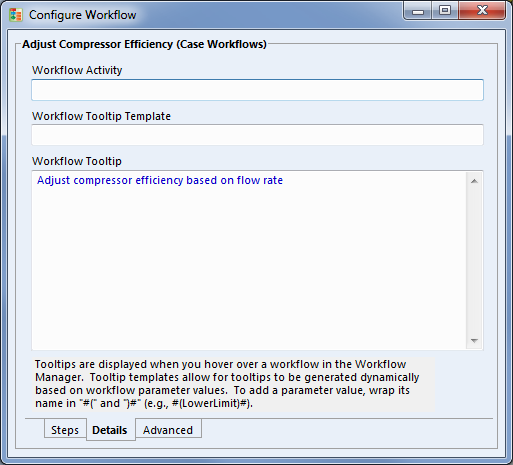 Configure Workflow
Adjust Compressor Efficiency (Case Workflows)
Workflow Activity
Workflow Tooltip Template
Workflow Tooltip
Adjust compressor efficiency based on flow rate
Tooltips are displayed when you hover over a workflow in the Workflow
Manager.  Tooltip templates allow for tooltips to be generated dynamically
based on workflow parameter values.  To add a parameter value, wrap its
name in "#(" and ")#" (e.g., #(LowerLimit)#).
Steps Details Advanced